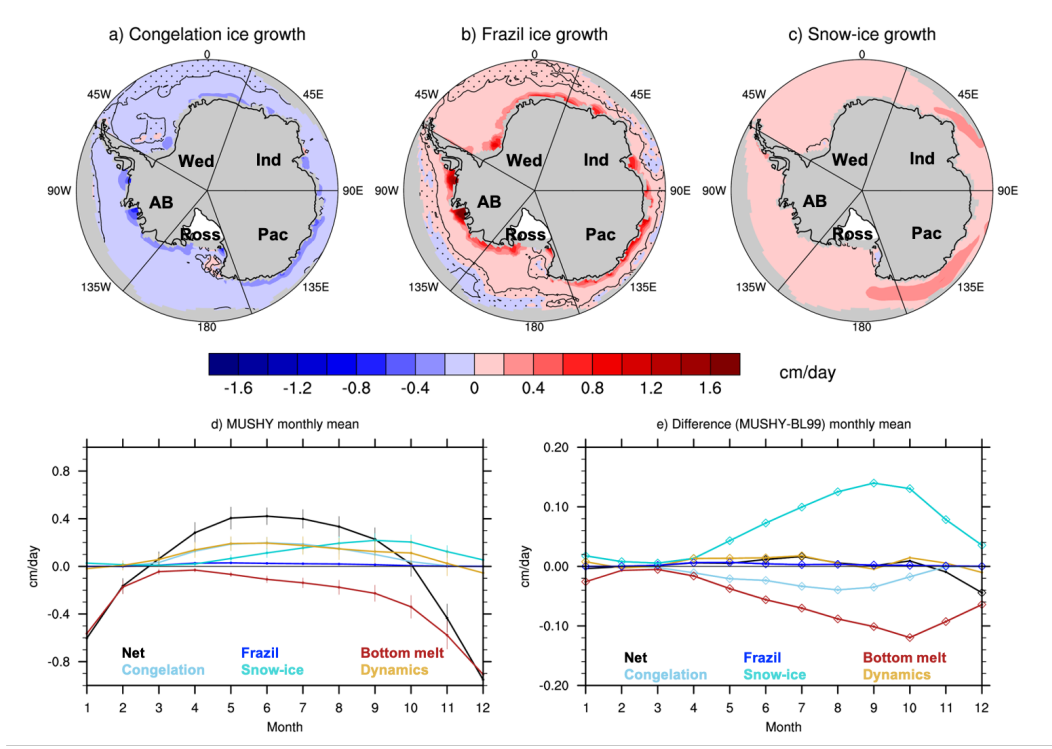 a) Congelation ice growth
b) Frazil ice growth
c) Snow-ice growth
0 0 0
45W 45E 45W 45E 45W 45E
Wed Ind Wed Ind Wed Ind
90W AB 90E 90W AB 90E 90W AB 90E
Ross Pac Ross Pac Ross Pac
135W 135E 135W 135E 135W 135E
180 180 180
-1.6 -1.2 -0.8 -0.4 0 0.4 0.8 1.2 1.6 cm/day
d) MUSHY monthly mean
0.8
0.4
0.0
-0.4
-0.8
cm/day
Net Frazil Bottom melt
Congelation Snow-ice Dynamics
1 2 3 4 5 6 7 8 9 10 11 12
Month
e) Difference (MUSHY-BL99) monthly mean
0.20
0.10
0.00
-0.10
-0.20
cm/day
Net Frazil Bottom melt
Congelation Snow-ice Dynamics
1 2 3 4 5 6 7 8 9 10 11 12
Month